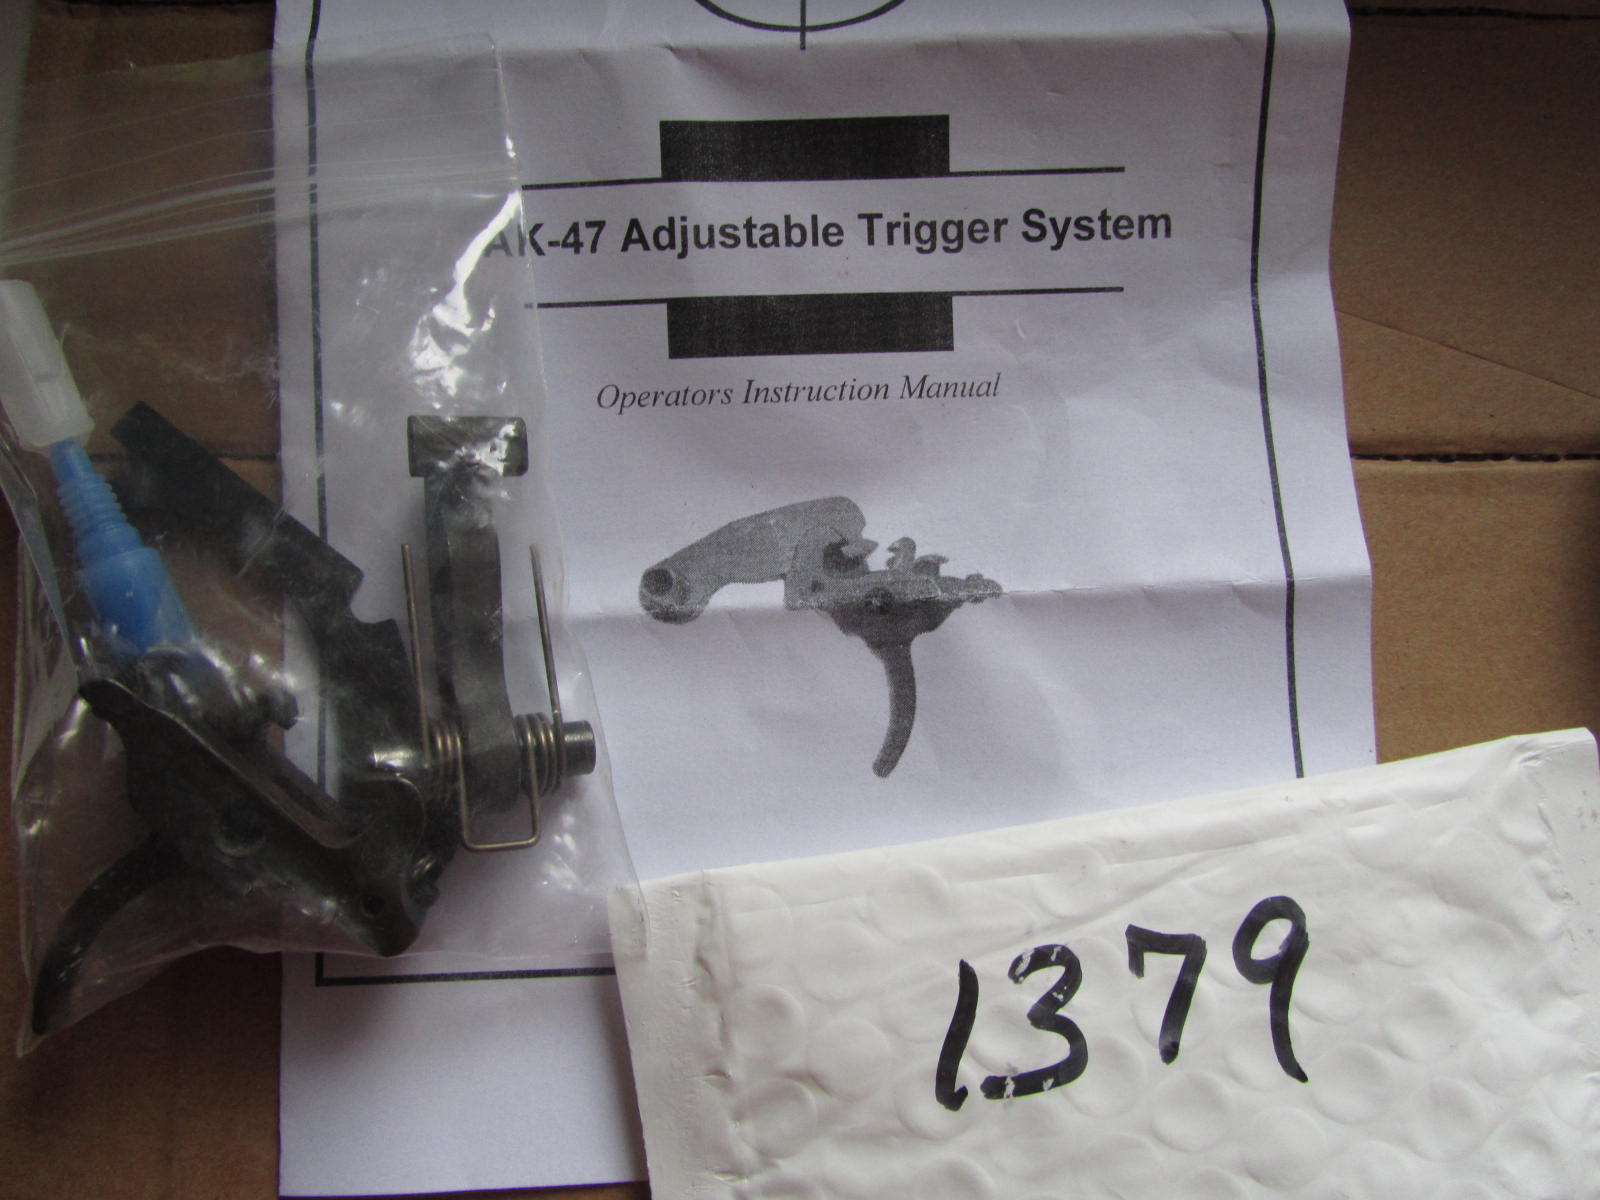 AK-47 Adjustable Trigger System
Operators Instruction Manual
1379